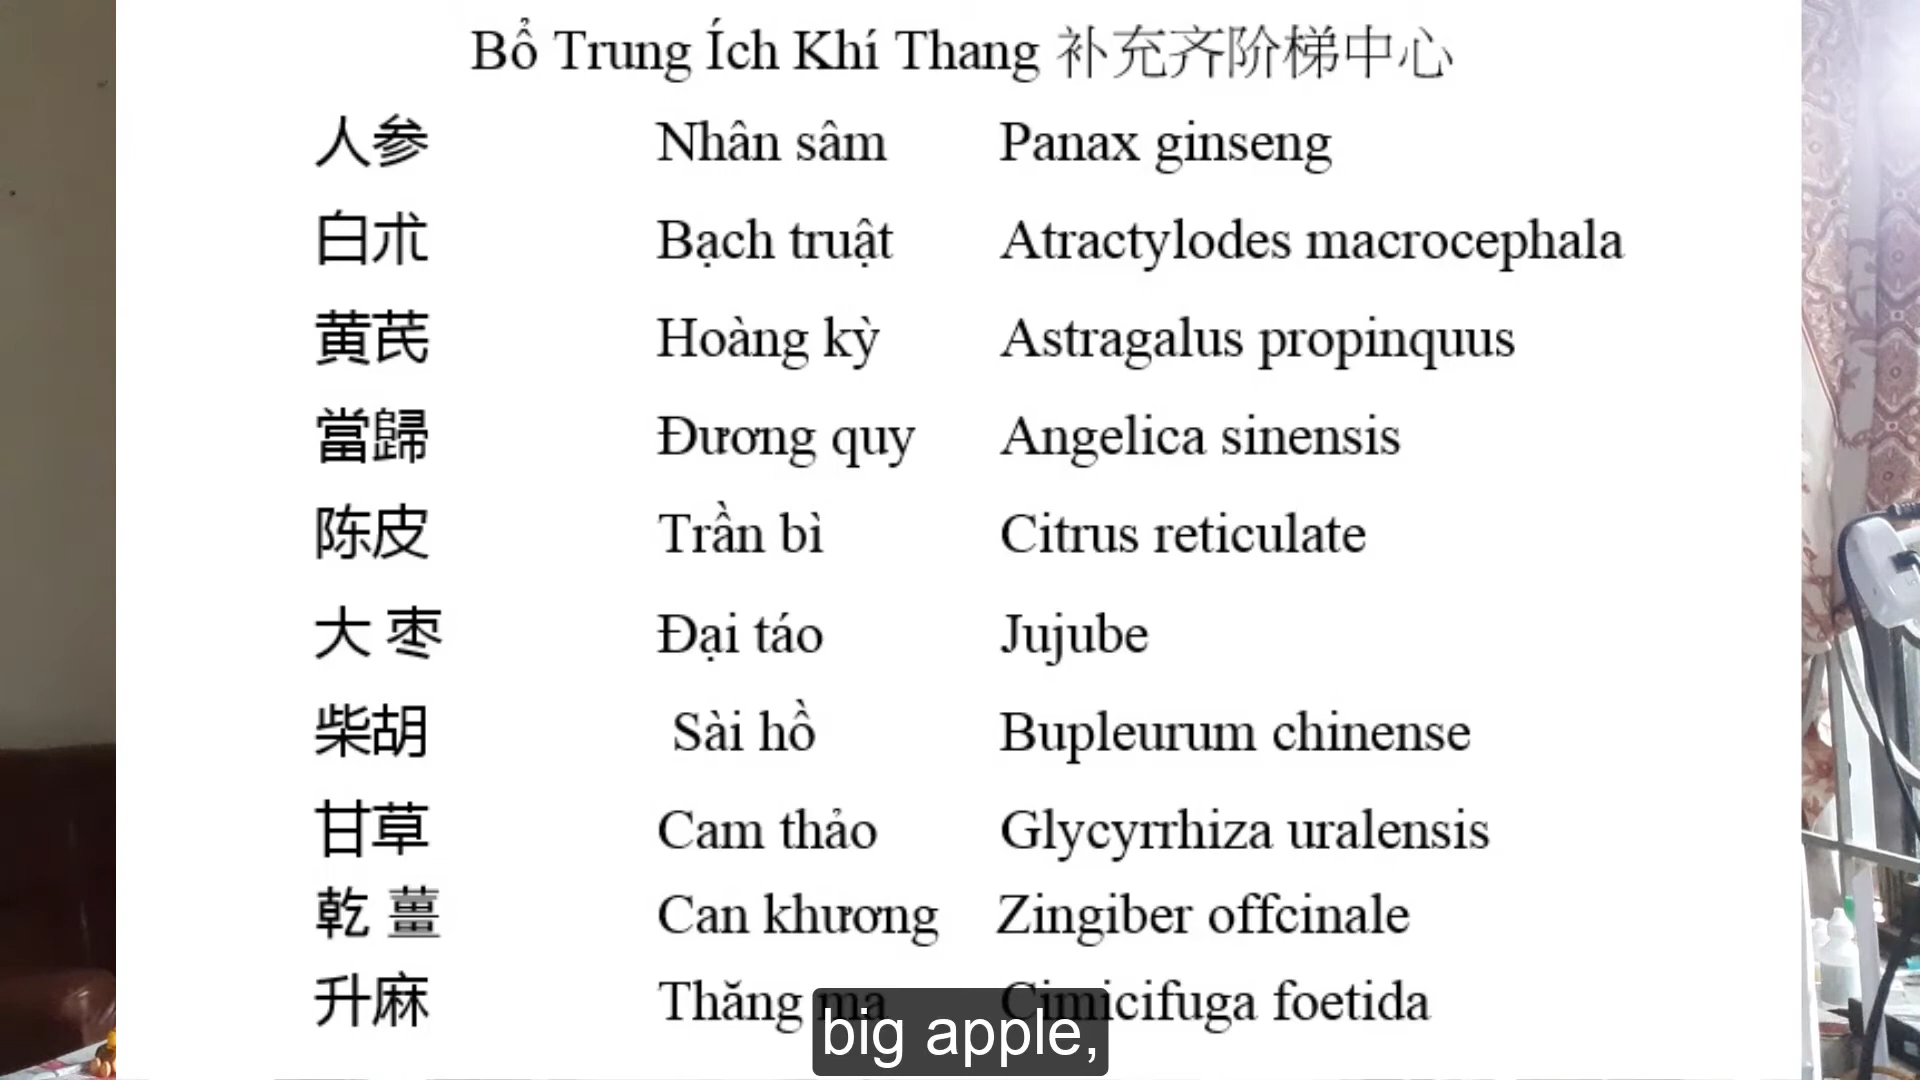 Bổ Trung Ích Khí Thang 补充齐阶梯中心
人参 Nhân sâm Panax ginseng
白朮 Bạch truật Atractylodes macrocephala
黄芪 Hoàng kỳ Astragalus propinquus
當歸 Đương quy Angelica sinensis
陈皮 Trần bì Citrus reticulate
大 枣 Đại táo Jujube
柴胡 Sài hồ Bupleurum chinense
甘草 Cam thảo Glycyrrhiza uralensis
乾 薑 Can khương Zingiber offcinale
升麻 Thăng ma Cimicifuga foetida
big apple,